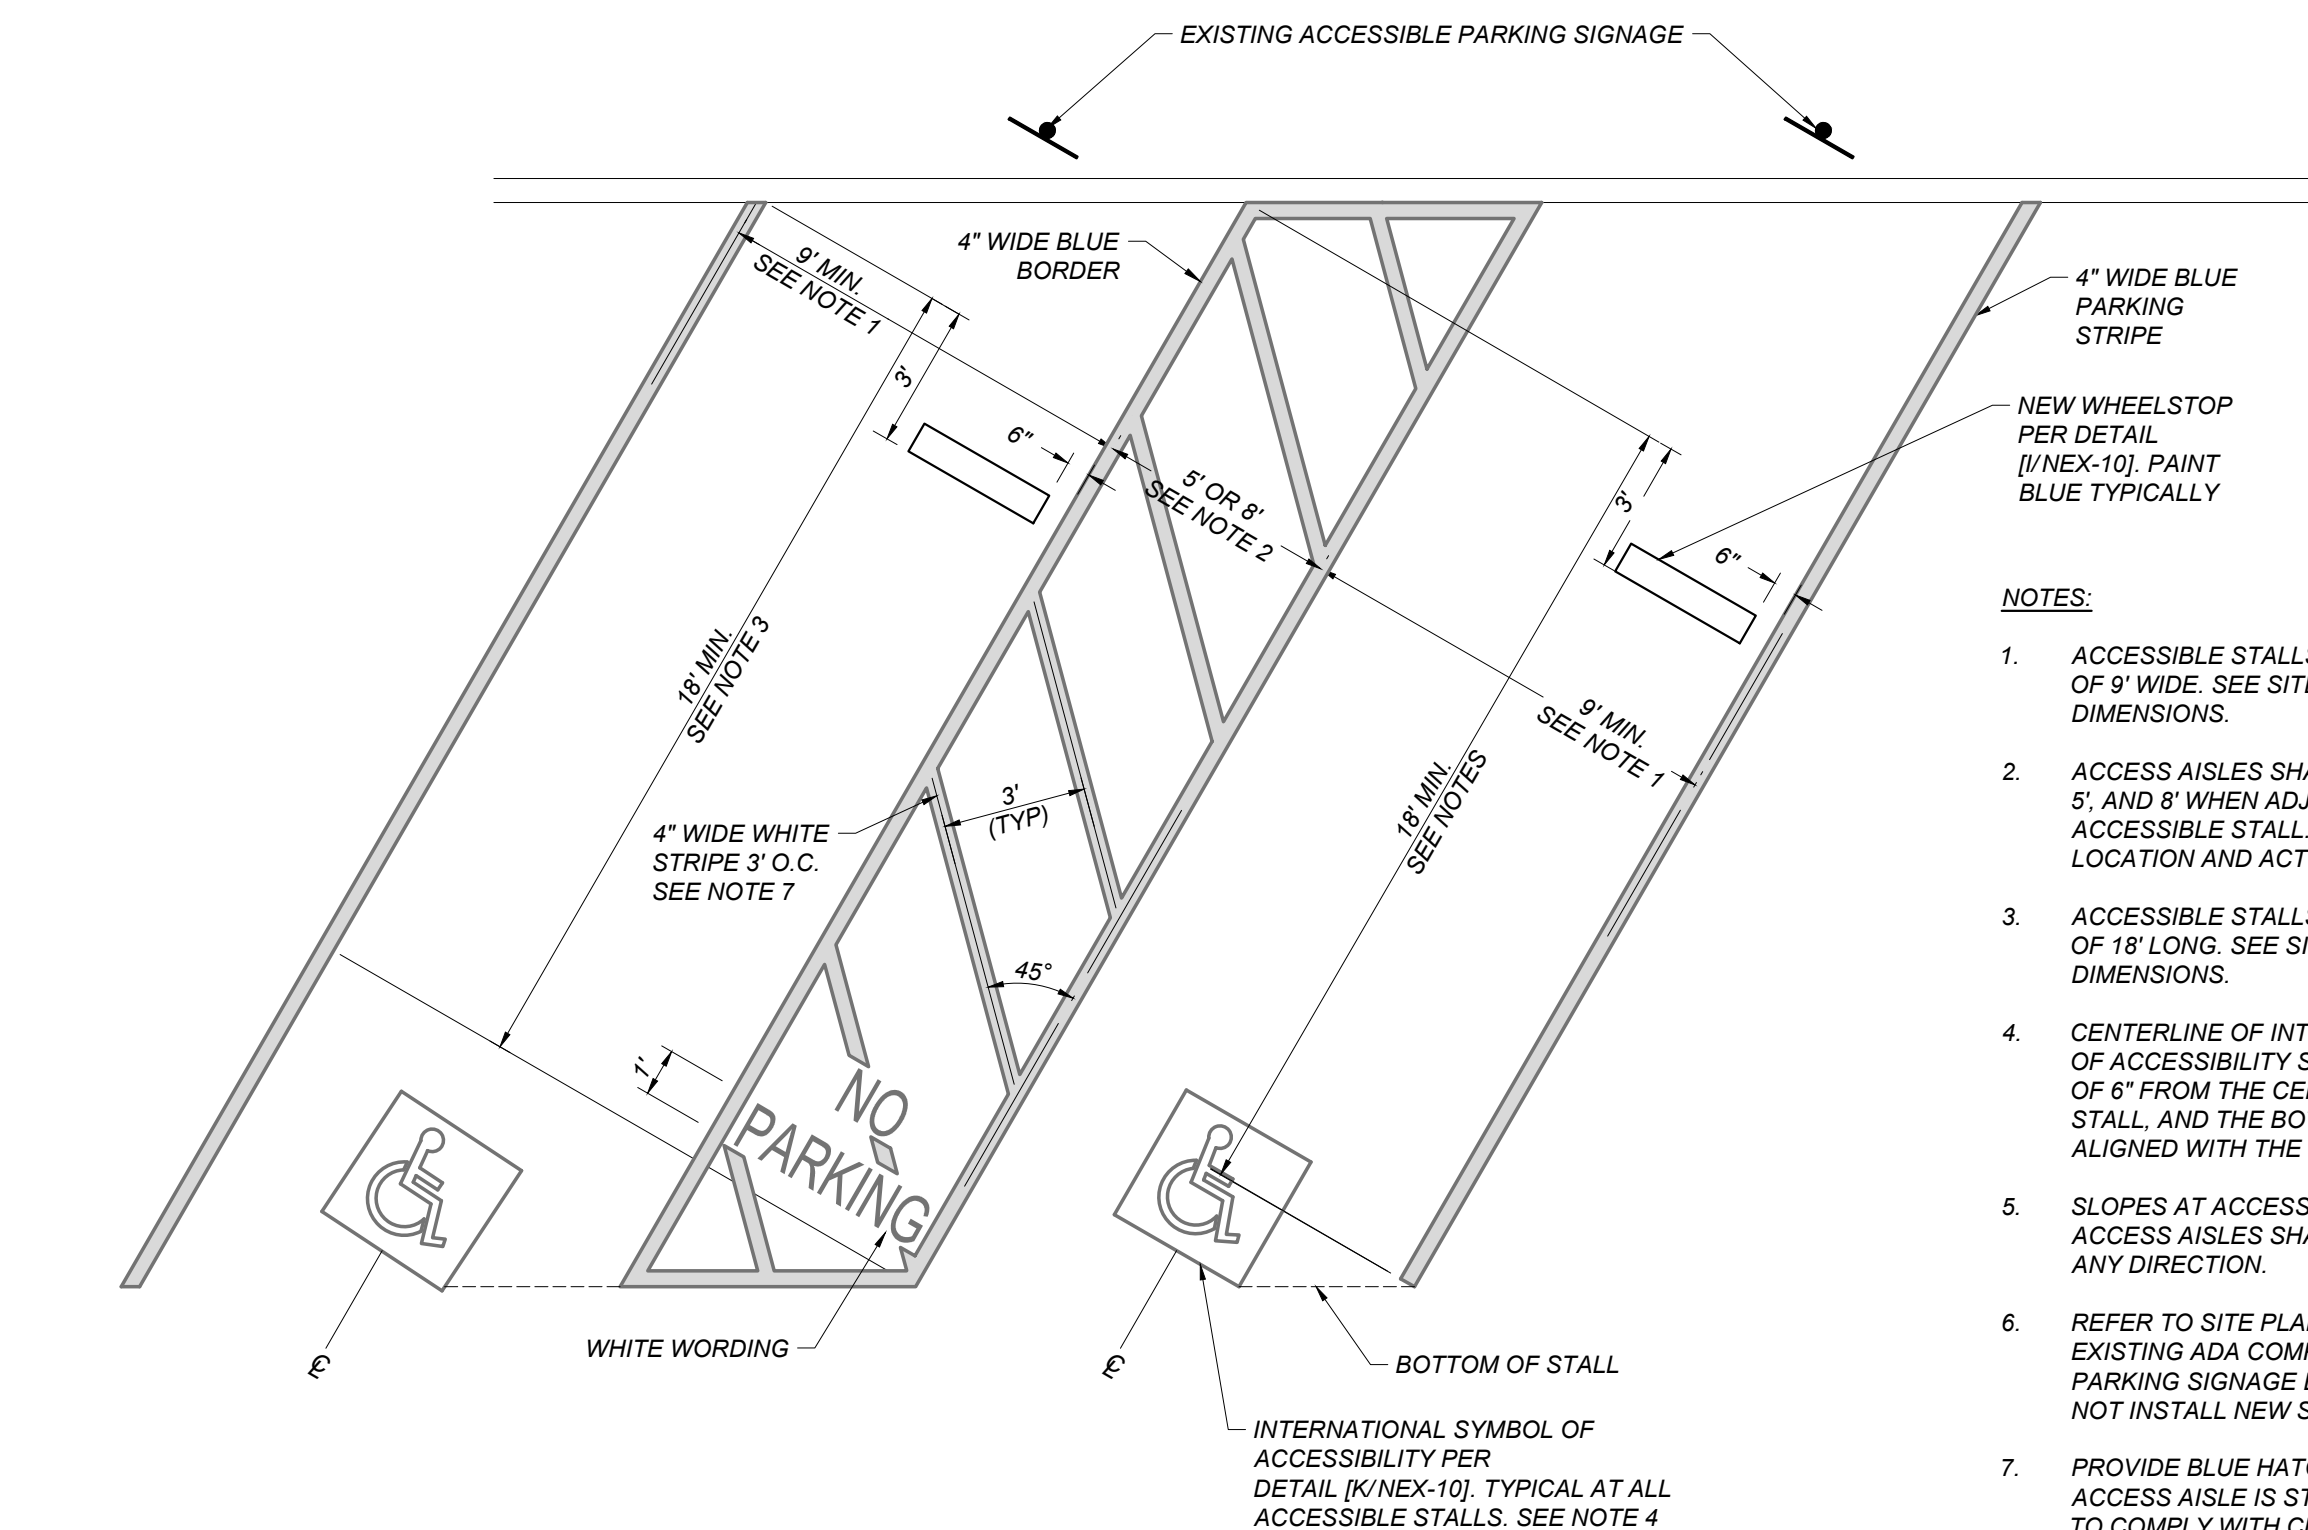 EXISTING ACCESSIBLE PARKING SIGNAGE
9' MIN.
SEE NOTE 1
4" WIDE BLUE
BORDER
3'
6"
5' OR 8'
SEE NOTE 2
18' MIN.
SEE NOTE 3
4" WIDE WHITE
STRIPE 3' O.C.
SEE NOTE 7
3'
(TYP)
45°
1'
NO
PARKING
WHITE WORDING
3'
6"
9' MIN.
SEE NOTE 1
18' MIN.
SEE NOTES
BOTTOM OF STALL
INTERNATIONAL SYMBOL OF
ACCESSIBILITY PER
DETAIL [K/NEX-10]. TYPICAL AT ALL
ACCESSIBLE STALLS. SEE NOTE 4
4" WIDE BLUE
PARKING
STRIPE
NEW WHEELSTOP
PER DETAIL
[I/NEX-10]. PAINT
BLUE TYPICALLY
NOTES:
1. ACCESSIBLE STALLS
OF 9' WIDE. SEE SITE
DIMENSIONS.
2. ACCESS AISLES SHA
5', AND 8' WHEN ADJ
ACCESSIBLE STALL.
LOCATION AND ACT
3. ACCESSIBLE STALLS
OF 18' LONG. SEE SI
DIMENSIONS.
4. CENTERLINE OF INT
OF ACCESSIBILITY S
OF 6" FROM THE CE
STALL, AND THE BO
ALIGNED WITH THE
5. SLOPES AT ACCESS
ACCESS AISLES SHA
ANY DIRECTION.
6. REFER TO SITE PLA
EXISTING ADA COM
PARKING SIGNAGE
NOT INSTALL NEW S
7. PROVIDE BLUE HAT
ACCESS AISLE IS ST
TO COMPLY WITH